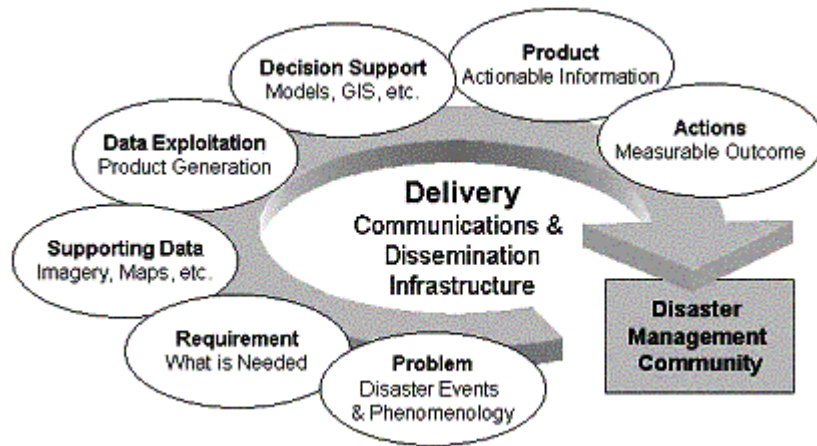 Decision Support
Models, GIS, etc.
Product
Actionable Information
Data Exploitation
Product Generation
Actions
Measurable Outcome
Supporting Data
Imagery, Maps, etc.
Delivery
Communications &
Dissemination
Infrastructure
Requirement
What is Needed
Problem
Disaster Events
& Phenomenology
Disaster
Management
Community